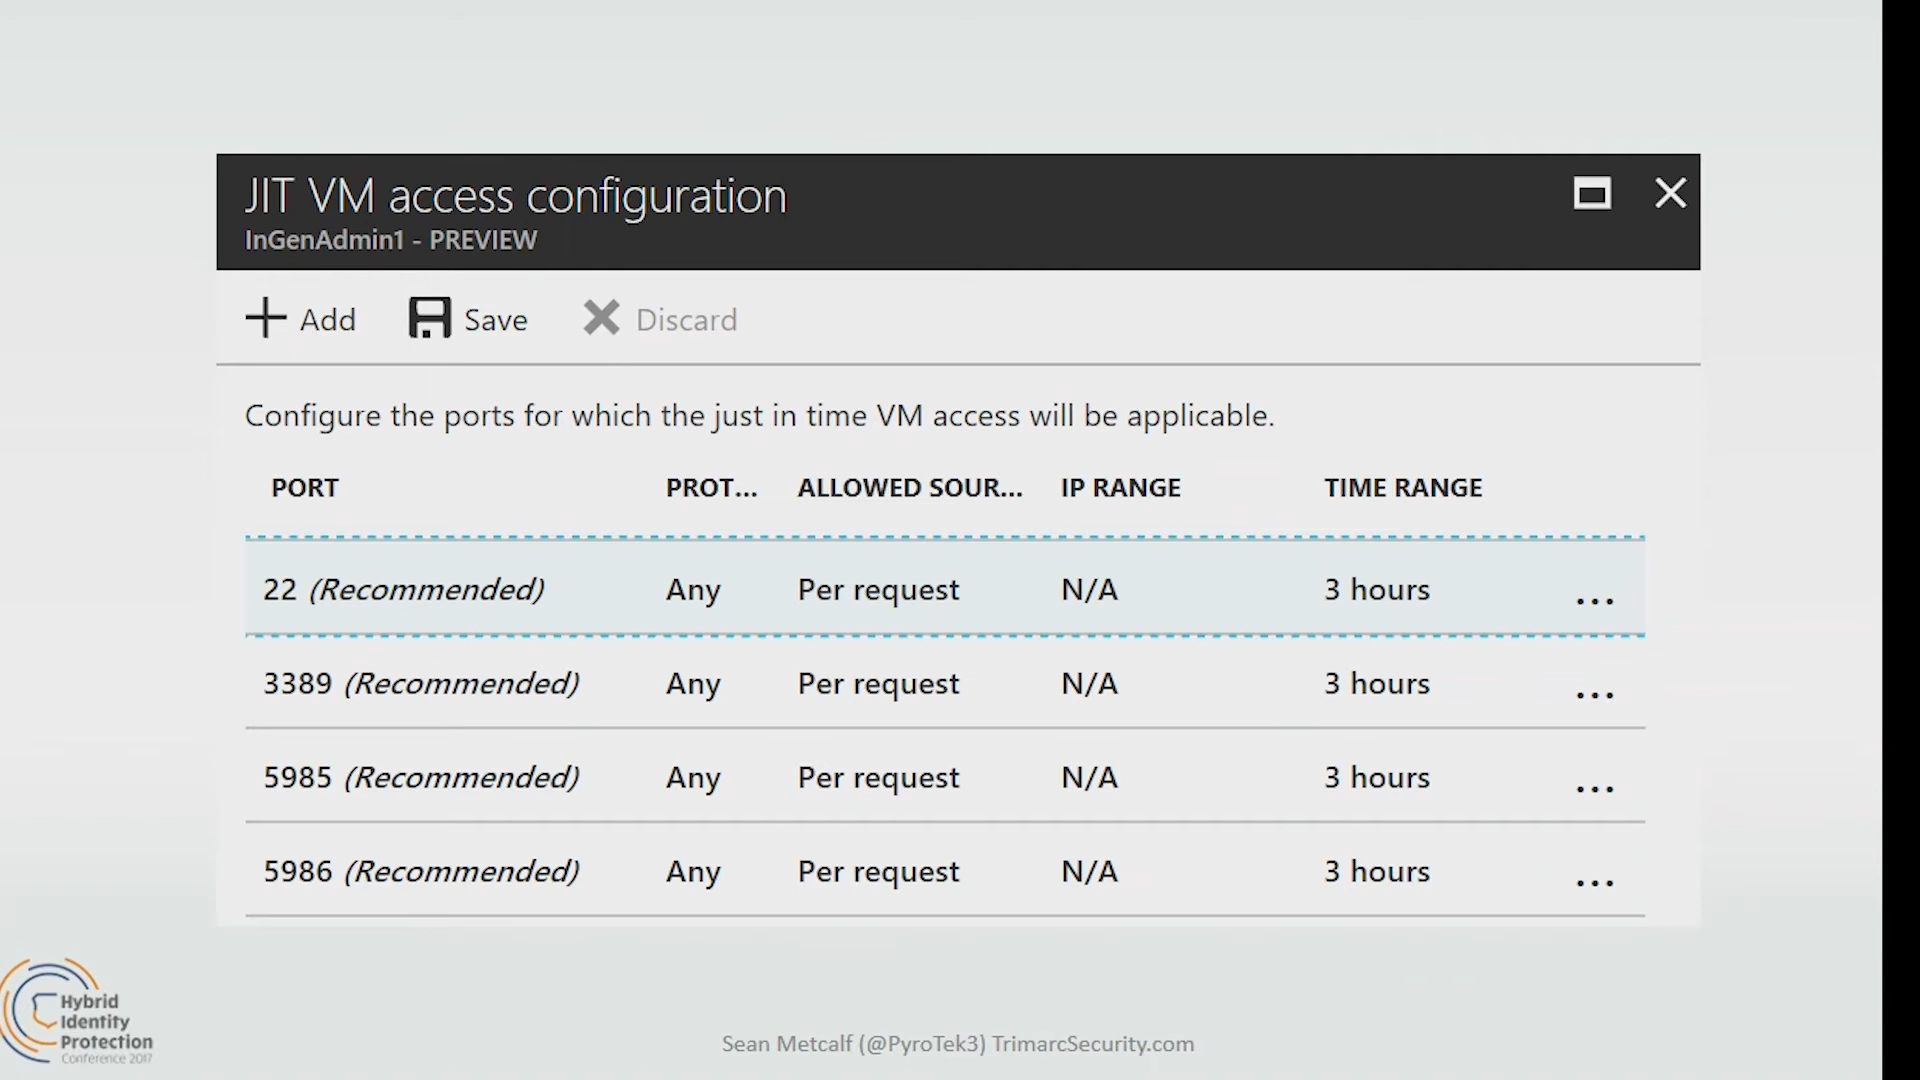 JIT VM access configuration
InGenAdmin1 - PREVIEW
Add Save Discard
Configure the ports for which the just in time VM access will be applicable.
PORT PROT... ALLOWED SOUR... IP RANGE TIME RANGE
22 (Recommended) Any Per request N/A 3 hours ...
3389 (Recommended) Any Per request N/A 3 hours ...
5985 (Recommended) Any Per request N/A 3 hours ...
5986 (Recommended) Any Per request N/A 3 hours ...
Hybrid
Identity
Protection
Conference 2017
Sean Metcalf (@PyroTek3) TrimarcSecurity.com